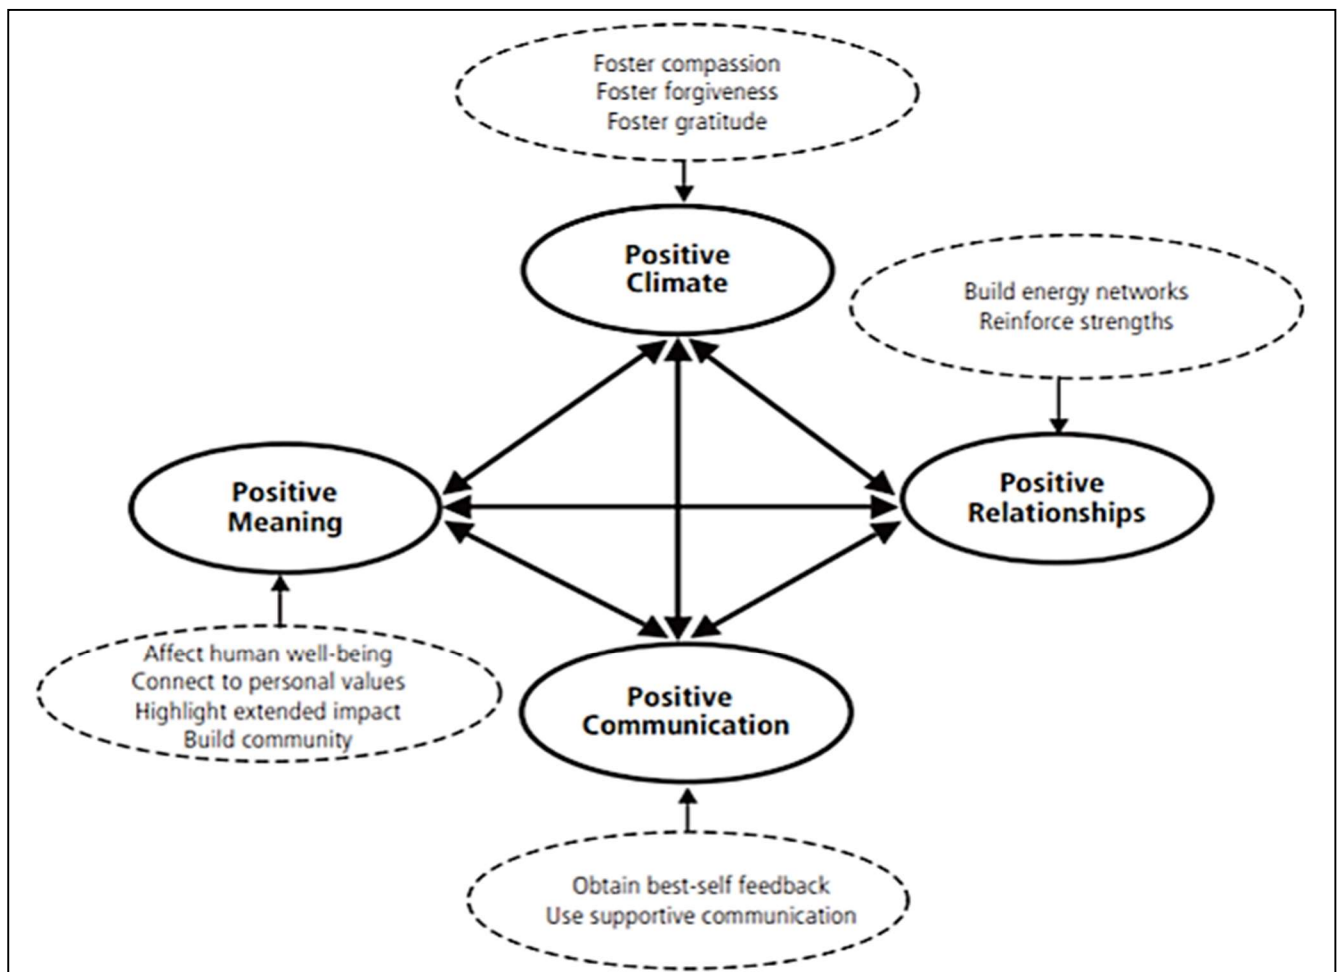 Foster compassion
Foster forgiveness
Foster gratitude
Positive
Climate
Build energy networks
Reinforce strengths
Positive
Relationships
Positive
Meaning
Affect human well-being
Connect to personal values
Highlight extended impact
Build community
Positive
Communication
Obtain best-self feedback
Use supportive communication